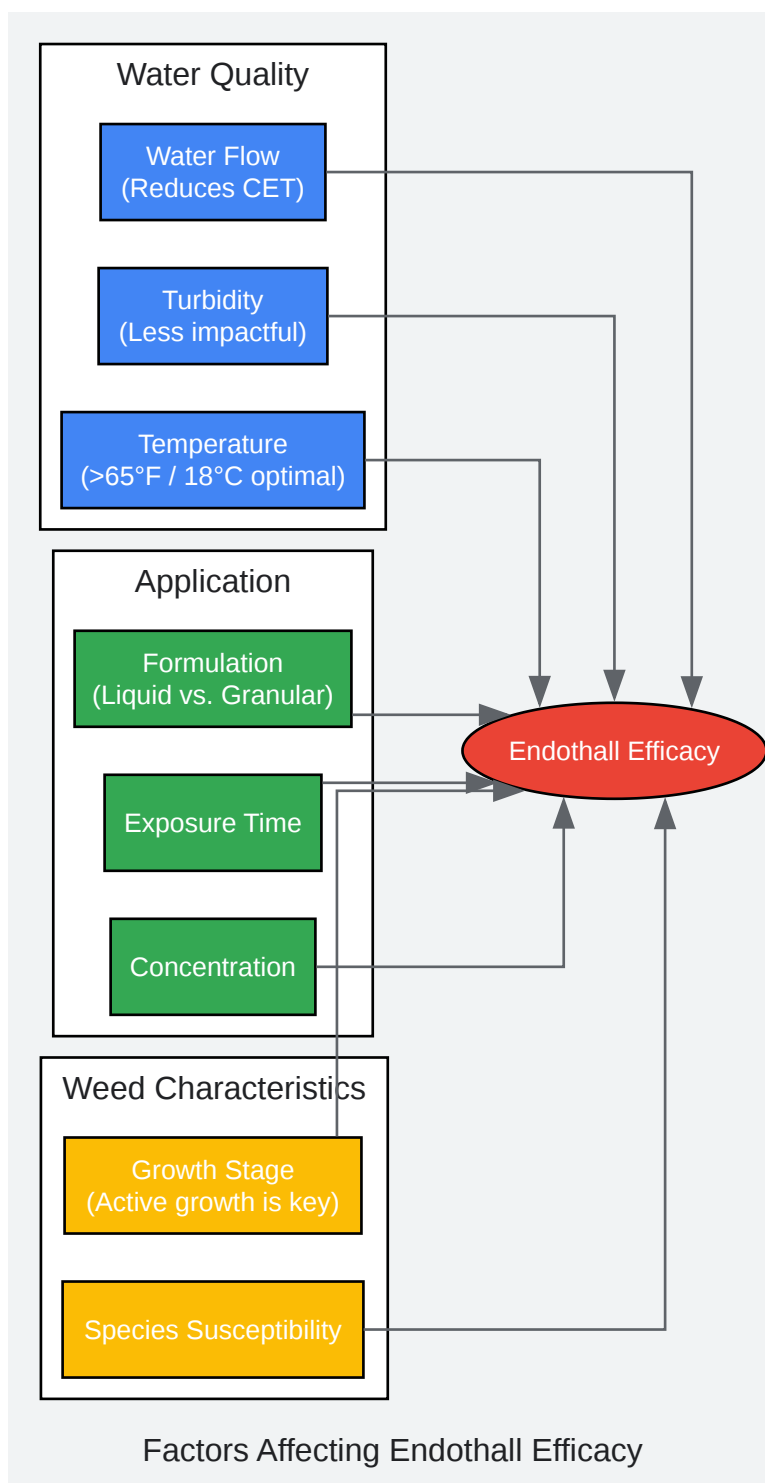 Water Quality
Water Flow
(Reduces CET)
Turbidity
(Less impactful)
Temperature
(>65°F / 18°C optimal)
Application
Formulation
(Liquid vs. Granular)
Endothall Efficacy
Exposure Time
Concentration
Weed Characteristics
Growth Stage
(Active growth is key)
Species Susceptibility
Factors Affecting Endothall Efficacy